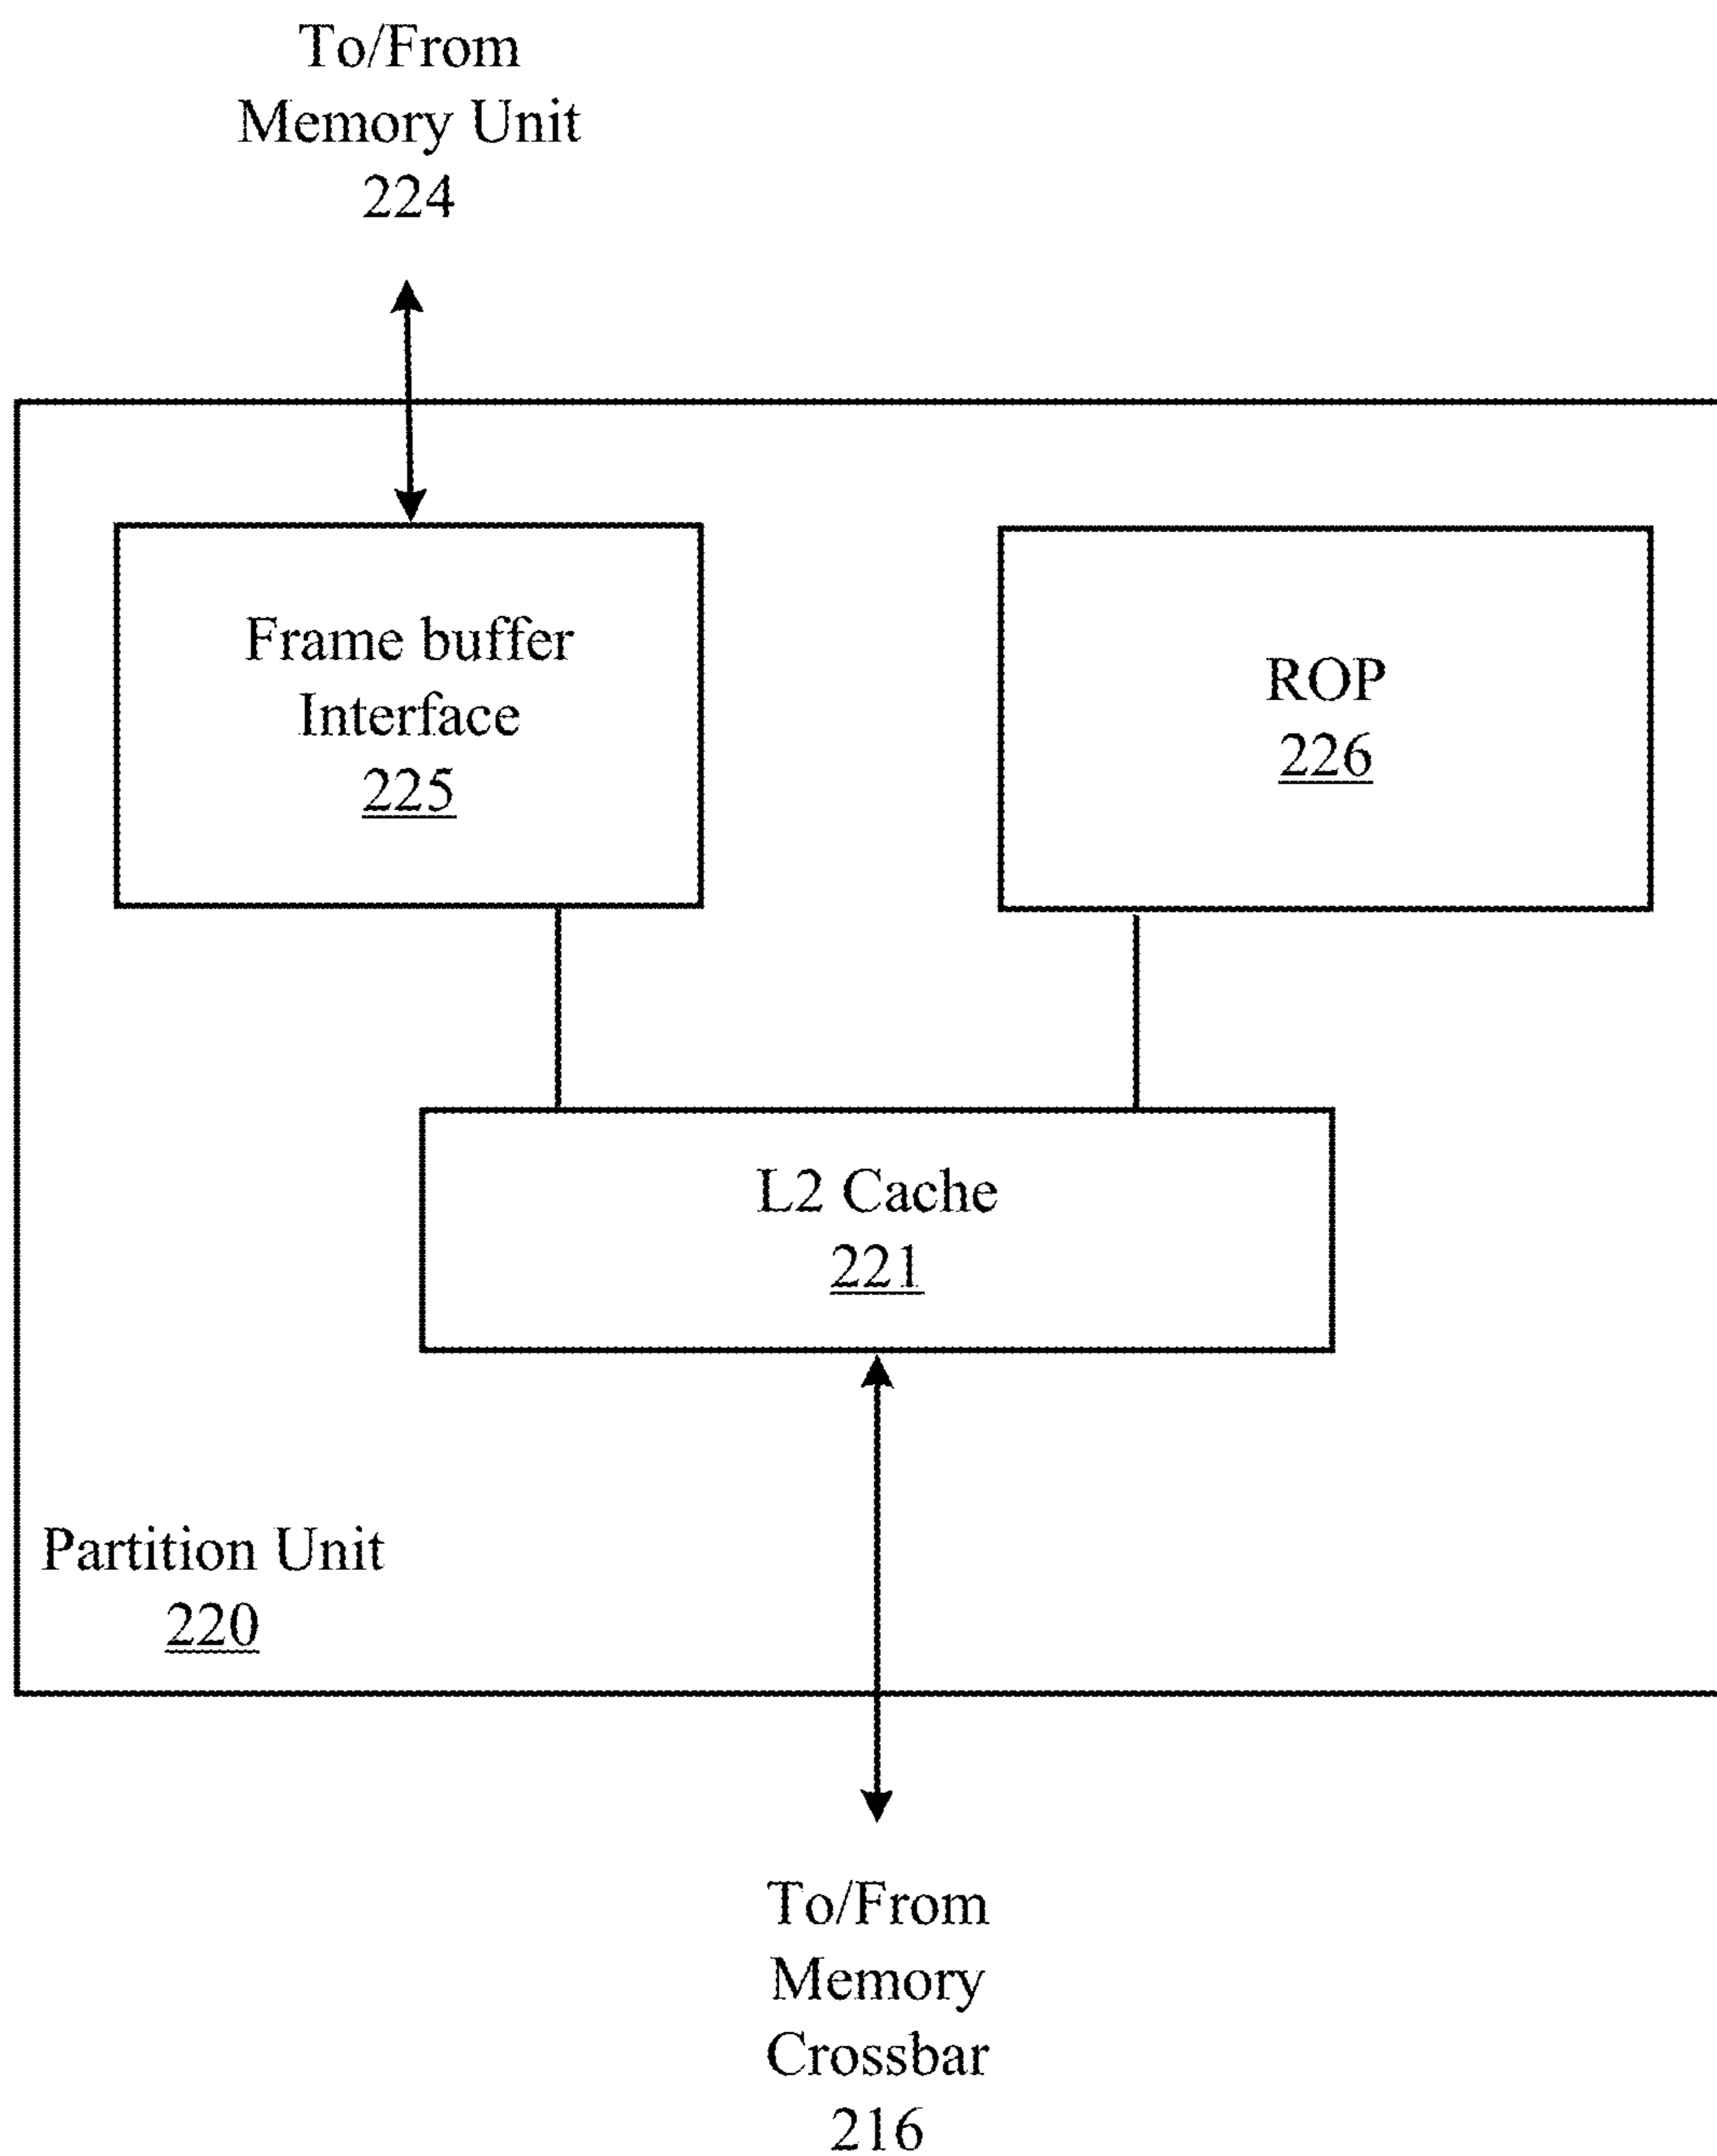 To/From
Memory Unit
224
Frame buffer
Interface
225
ROP
226
L2 Cache
221
Partition Unit
220
To/From
Memory
Crossbar
216